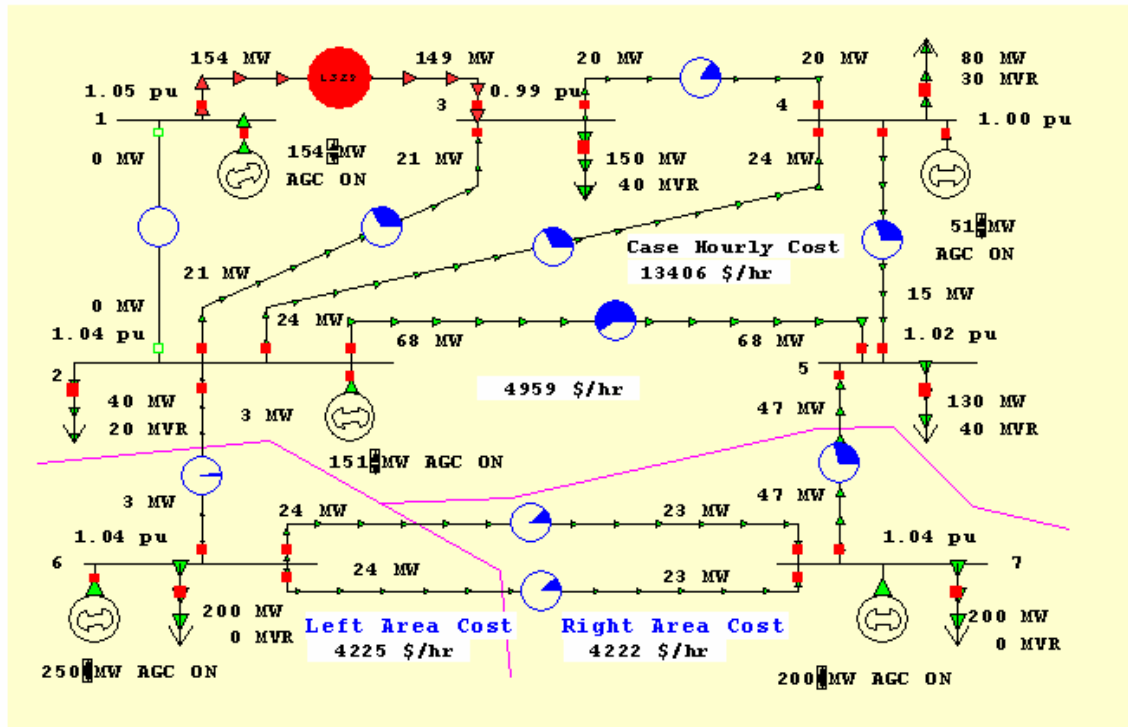 154 MW
149 MW
20 MW
20 MW
80 MW
30 MVR
132%
1.05 pu
0.99 pu
1
3
4
1.00 pu
0 MW
154 MW
AGC ON
21 MW
150 MW
40 MVR
24 MW
51 MW
AGC ON
Case Hourly Cost
13406 $/hr
21 MW
15 MW
0 MW
24 MW
1.04 pu
68 MW
68 MW
1.02 pu
2
5
4959 $/hr
40 MW
20 MVR
3 MW
47 MW
130 MW
40 MVR
151 MW AGC ON
3 MW
47 MW
24 MW
23 MW
1.04 pu
1.04 pu
6
7
24 MW
23 MW
200 MW
0 MVR
Left Area Cost
4225 $/hr
Right Area Cost
4222 $/hr
200 MW
0 MVR
250 MW AGC ON
200 MW AGC ON